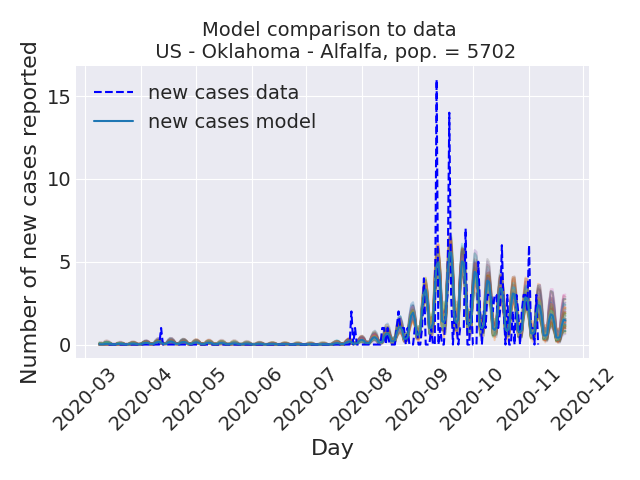 Model comparison to data
US - Oklahoma - Alfalfa, pop. = 5702
Number of new cases reported
15
10
5
0
new cases data
new cases model
2020-03
2020-04
2020-05
2020-06
2020-07
2020-08
2020-09
2020-10
2020-11
2020-12
Day